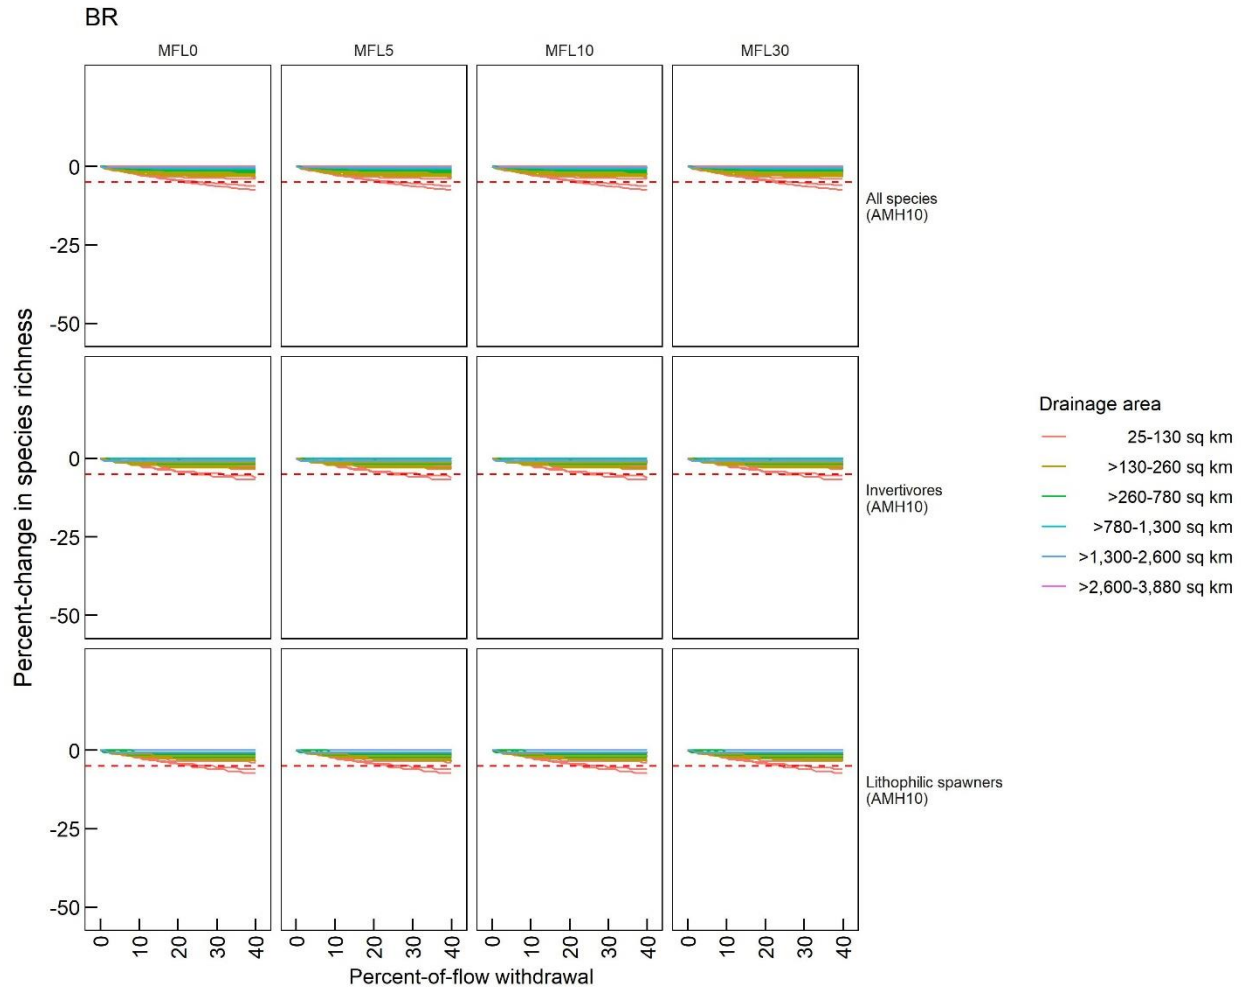 BR
MFL0 MFL5 MFL10 MFL30
Percent-change in species richness
0
-25
-50
All species
(AMH10)
0
-25
-50
Invertivores
(AMH10)
0
-25
-50
Lithophilic spawners
(AMH10)
0 10 20 30 40 0 10 20 30 40 0 10 20 30 40 0 10 20 30 40
Percent-of-flow withdrawal
Drainage area
25-130 sq km
>130-260 sq km
>260-780 sq km
>780-1,300 sq km
>1,300-2,600 sq km
>2,600-3,880 sq km